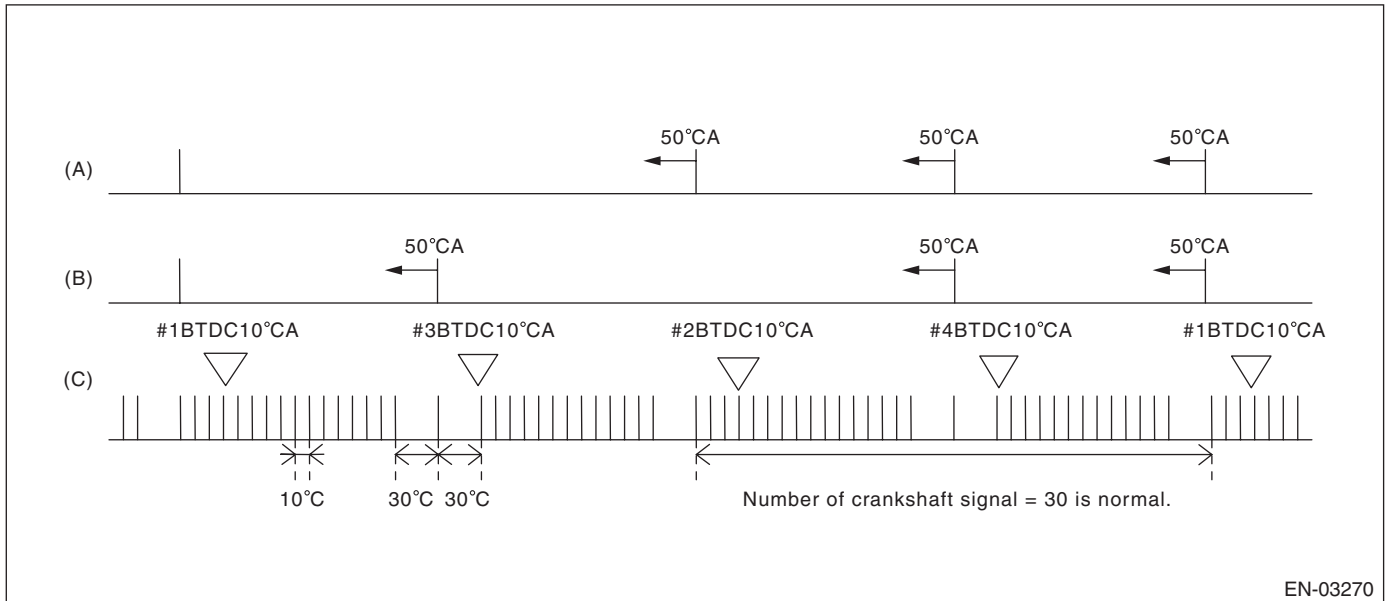 50°CA 50°CA 50°CA
(A)
50°CA 50°CA 50°CA
(B)
#1BTDC10°CA #3BTDC10°CA #2BTDC10°CA #4BTDC10°CA #1BTDC10°CA
(C)
10°C 30°C 30°C Number of crankshaft signal = 30 is normal.
EN-03270